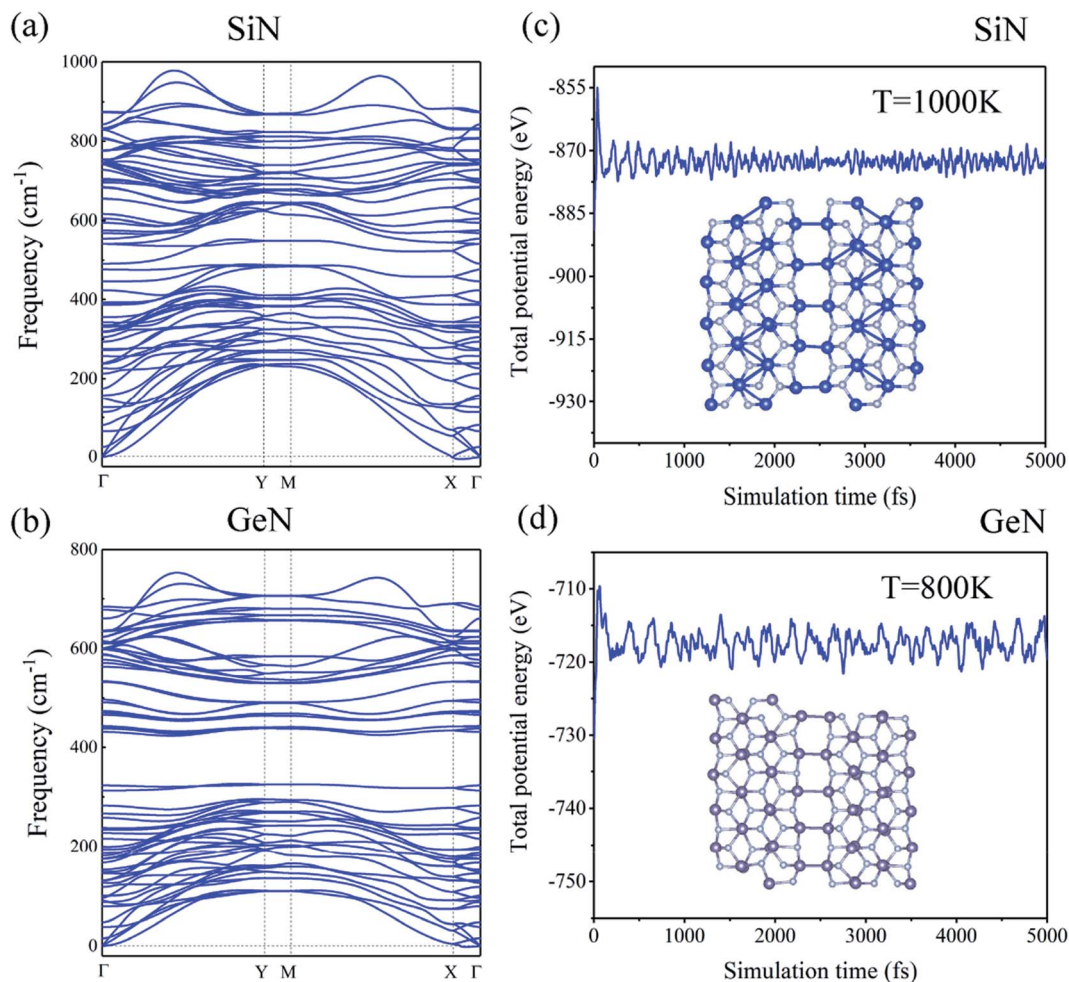 (a)
SiN
1000
800
600
400
200
0
Frequency (cm-1)
Γ
Y
M
X
Γ
(b)
GeN
800
600
400
200
0
Frequency (cm-1)
Γ
Y
M
X
Γ
(c)
SiN
-855
-870
-885
-900
-915
-930
Total potential energy (eV)
T=1000K
0
1000
2000
3000
4000
5000
Simulation time (fs)
(d)
GeN
-710
-720
-730
-740
-750
Total potential energy (eV)
T=800K
0
1000
2000
3000
4000
5000
Simulation time (fs)